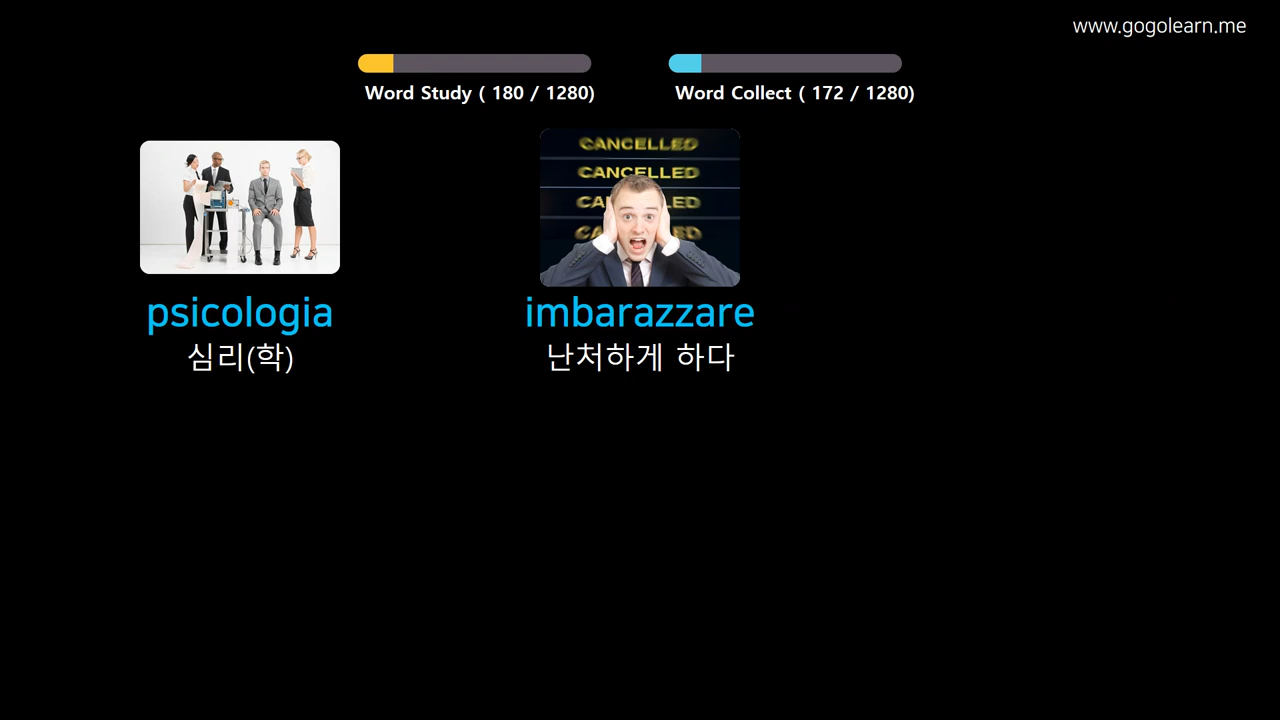 www.gogolearn.me
Word Study ( 180 / 1280)
Word Collect ( 172 / 1280)
CANCELLED
CANCELLED
psicologia
심리(학)
imbarazzare
난처하게 하다